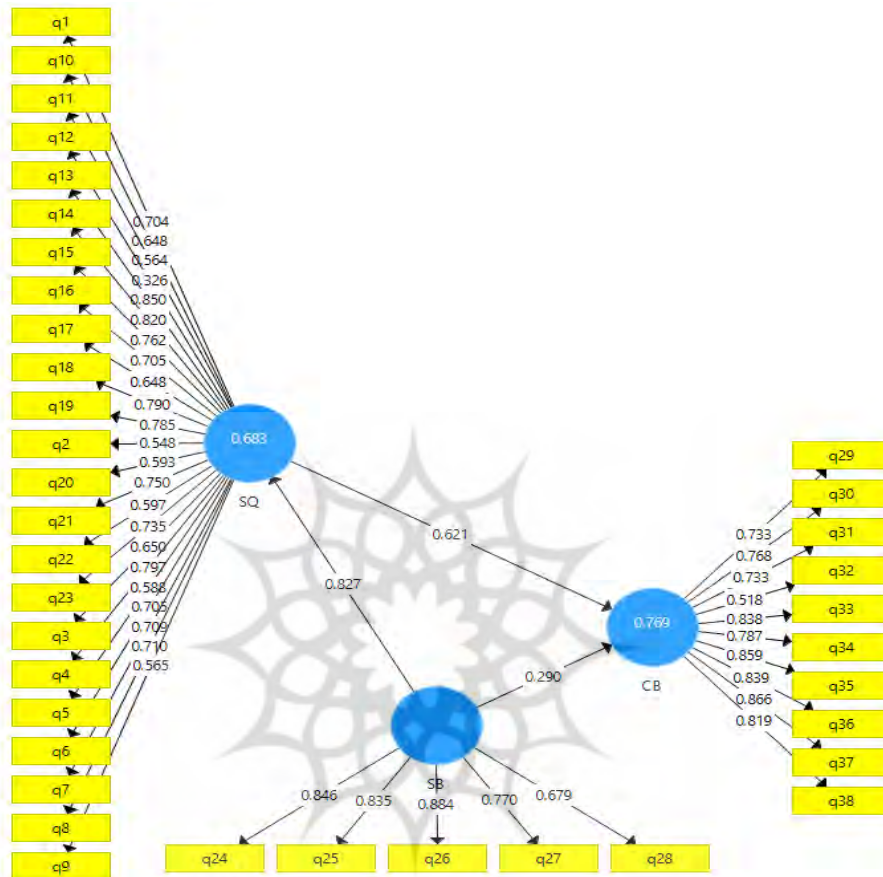 q1
q10
q11
q12
q13
q14
q15
q16
q17
q18
q19
q2
q20
q21
q22
q23
q3
q4
q5
q6
q7
q8
q9
0.704
0.648
0.564
0.326
0.850
0.820
0.762
0.705
0.648
0.790
0.785
0.548
0.593
0.750
0.597
0.735
0.650
0.797
0.588
0.705
0.709
0.710
0.565
0.683
SQ
0.621
0.827
0.290
0.769
CB
SB
0.846
0.835
0.884
0.770
0.679
q24
q25
q26
q27
q28
0.733
0.768
0.733
0.518
0.838
0.787
0.859
0.839
0.866
0.819
q29
q30
q31
q32
q33
q34
q35
q36
q37
q38